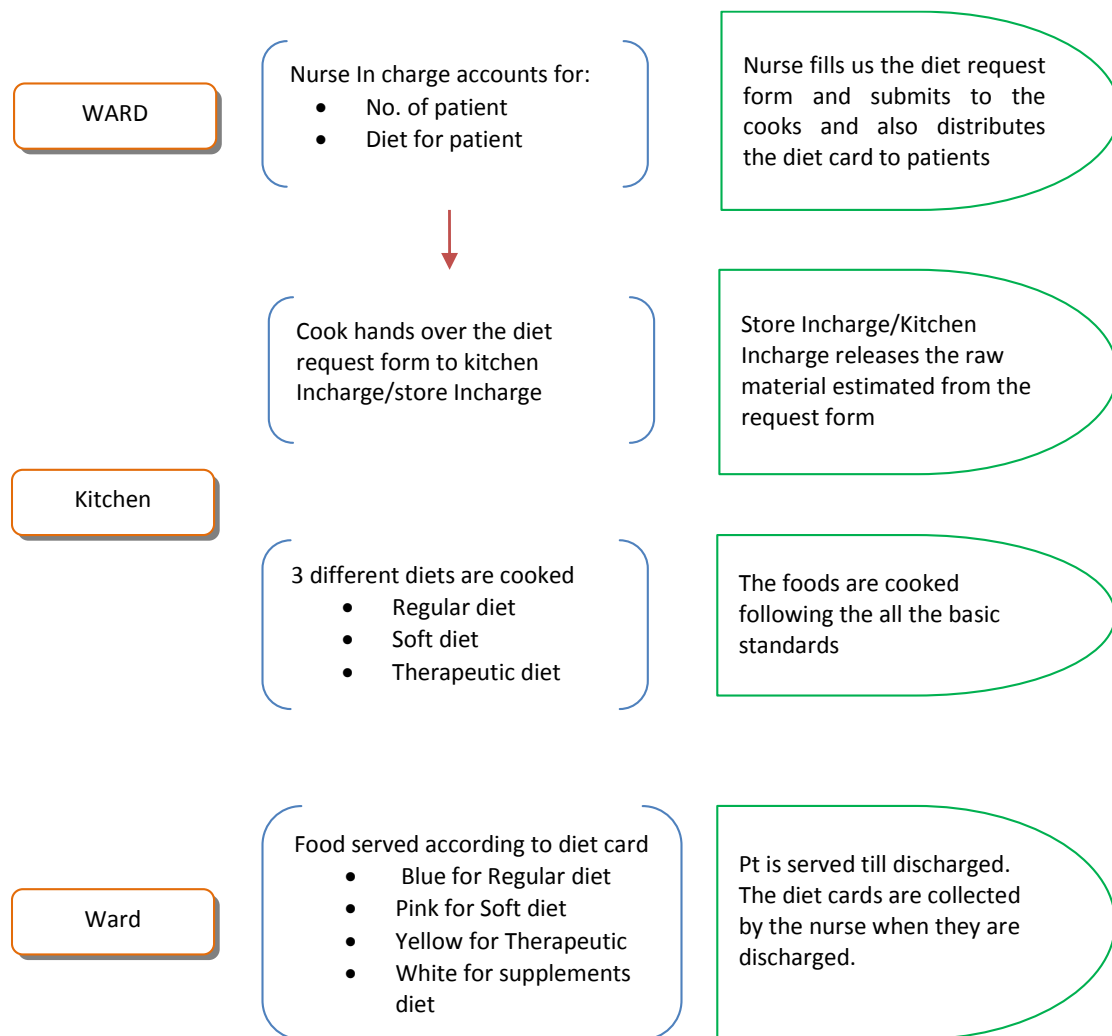 WARD
Nurse In charge accounts for:
• No. of patient
• Diet for patient
Nurse fills us the diet request
form and submits to the
cooks and also distributes
the diet card to patients
Cook hands over the diet
request form to kitchen
Incharge/store Incharge
Store Incharge/Kitchen
Incharge releases the raw
material estimated from the
request form
Kitchen
3 different diets are cooked
• Regular diet
• Soft diet
• Therapeutic diet
The foods are cooked
following the all the basic
standards
Ward
Food served according to diet card
• Blue for Regular diet
• Pink for Soft diet
• Yellow for Therapeutic
• White for supplements
diet
Pt is served till discharged.
The diet cards are collected
by the nurse when they are
discharged.